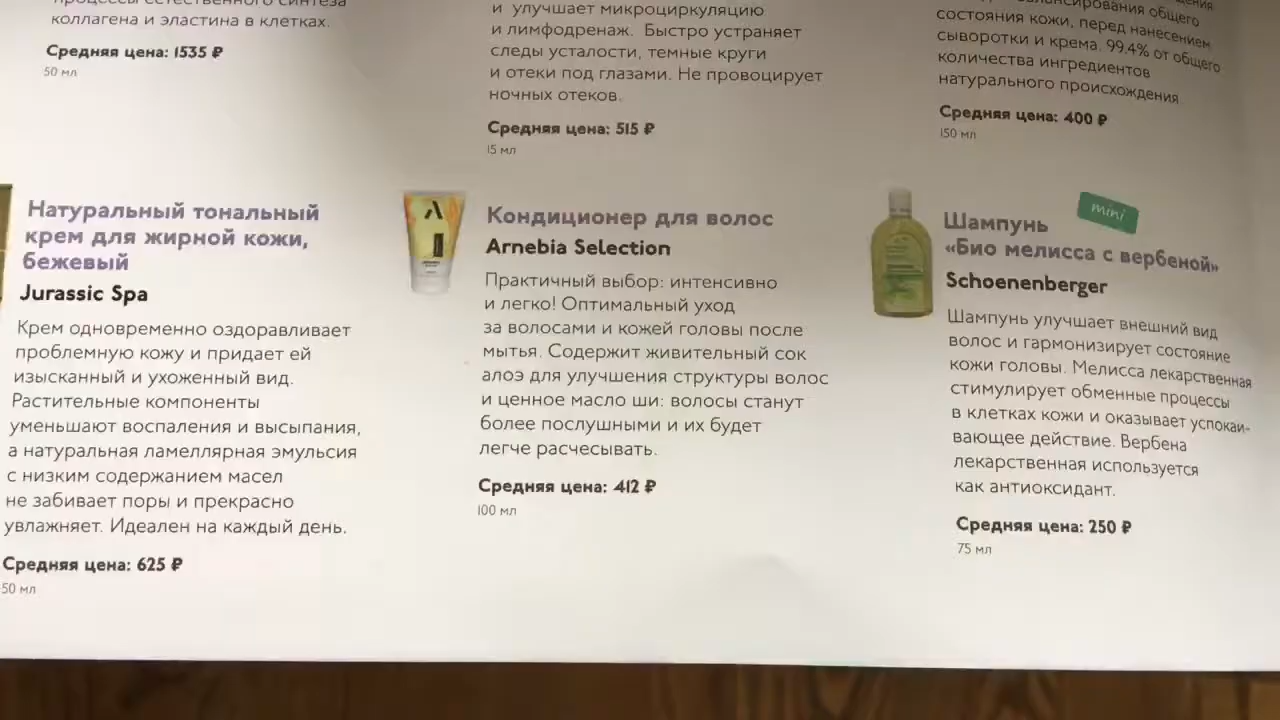 процессы естественного синтеза
коллагена и эластина в клетках.
Средняя цена: 1535 ₽
50 мл
и улучшает микроциркуляцию
и лимфодренаж. Быстро устраняет
следы усталости, темные круги
и отеки под глазами. Не провоцирует
ночных отеков.
Средняя цена: 515 ₽
15 мл
общего
состояния кожи, перед нанесением
сыворотки и крема. 99.4% от общего
количества ингредиентов
натурального происхождения
Средняя цена: 400 ₽
150 мл
Натуральный тональный
крем для жирной кожи,
бежевый
Jurassic Spa
Крем одновременно оздоравливает
проблемную кожу и придает ей
изысканный и ухоженный вид.
Растительные компоненты
уменьшают воспаления и высыпания,
а натуральная ламеллярная эмульсия
с низким содержанием масел
не забивает поры и прекрасно
увлажняет. Идеален на каждый день.
Средняя цена: 625 ₽
50 мл
Кондиционер для волос
Arnebia Selection
Практичный выбор: интенсивно
и легко! Оптимальный уход
за волосами и кожей головы после
мытья. Содержит живительный сок
алоэ для улучшения структуры волос
и ценное масло ши: волосы станут
более послушными и их будет
легче расчесывать.
Средняя цена: 412 ₽
100 мл
mini
Шампунь
«Био мелисса с вербеной»
Schoenenberger
Шампунь улучшает внешний вид
волос и гармонизирует состояние
кожи головы. Мелисса лекарственная
стимулирует обменные процессы
в клетках кожи и оказывает успокаи-
вающее действие. Вербена
лекарственная используется
как антиоксидант.
Средняя цена: 250 ₽
75 мл